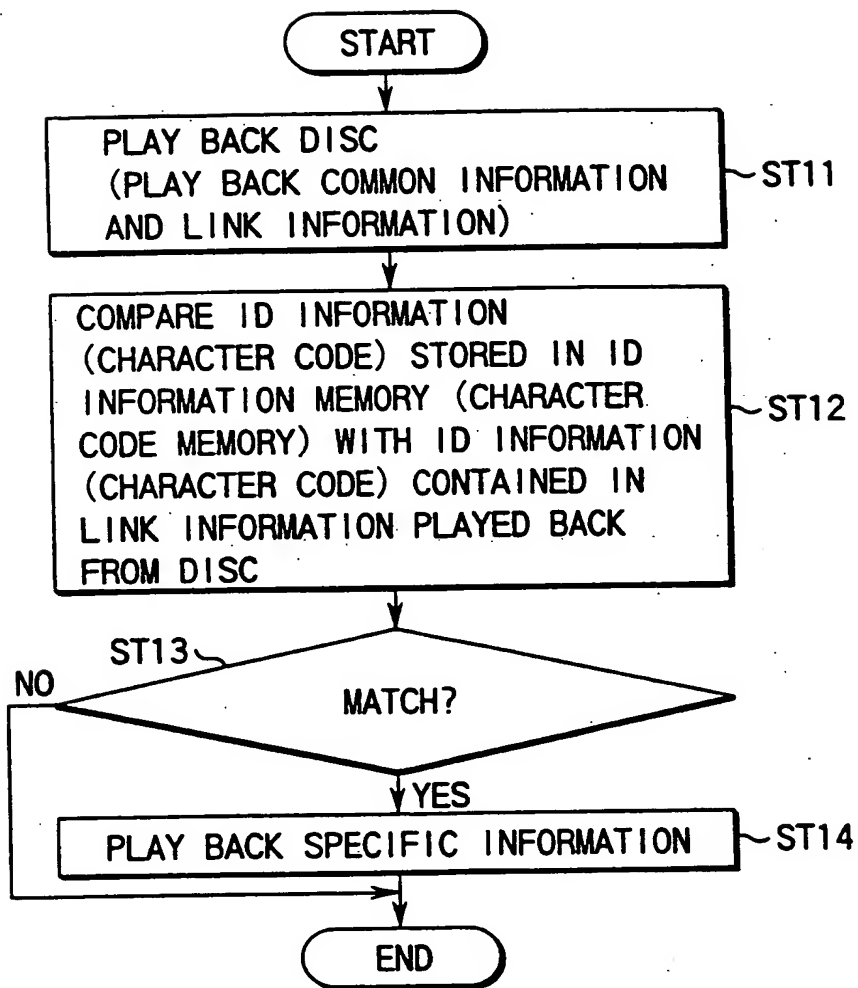 START
PLAY BACK DISC
(PLAY BACK COMMON INFORMATION
AND LINK INFORMATION)
ST11
COMPARE ID INFORMATION
(CHARACTER CODE) STORED IN ID
INFORMATION MEMORY (CHARACTER
CODE MEMORY) WITH ID INFORMATION
(CHARACTER CODE) CONTAINED IN
LINK INFORMATION PLAYED BACK
FROM DISC
ST12
ST13
NO
MATCH?
YES
PLAY BACK SPECIFIC INFORMATION
ST14
END